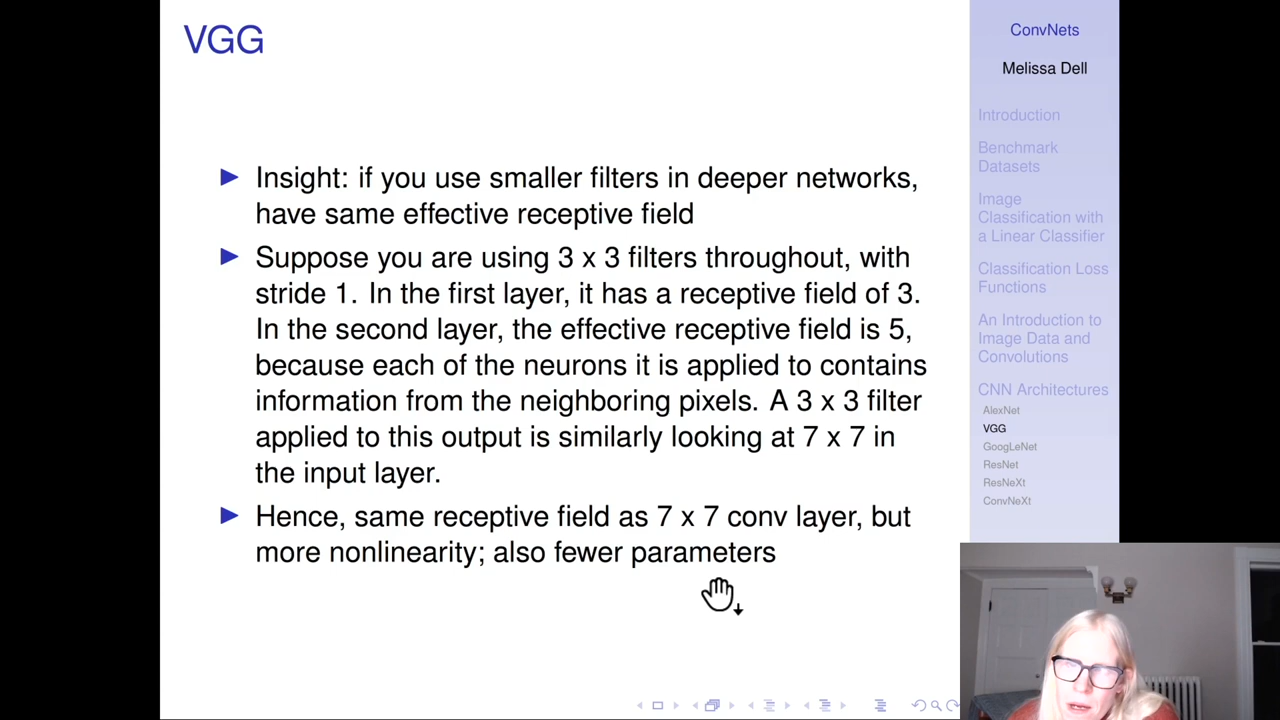 VGG
▶ Insight: if you use smaller filters in deeper networks,
have same effective receptive field
▶ Suppose you are using 3 x 3 filters throughout, with
stride 1. In the first layer, it has a receptive field of 3.
In the second layer, the effective receptive field is 5,
because each of the neurons it is applied to contains
information from the neighboring pixels. A 3 x 3 filter
applied to this output is similarly looking at 7 x 7 in
the input layer.
▶ Hence, same receptive field as 7 x 7 conv layer, but
more nonlinearity; also fewer parameters
ConvNets
Melissa Dell
Introduction
Benchmark
Datasets
Image
Classification with
a Linear Classifier
Classification Loss
Functions
An Introduction to
Image Data and
Convolutions
CNN Architectures
AlexNet
VGG
GoogLeNet
ResNet
ResNeXt
ConvNeXt